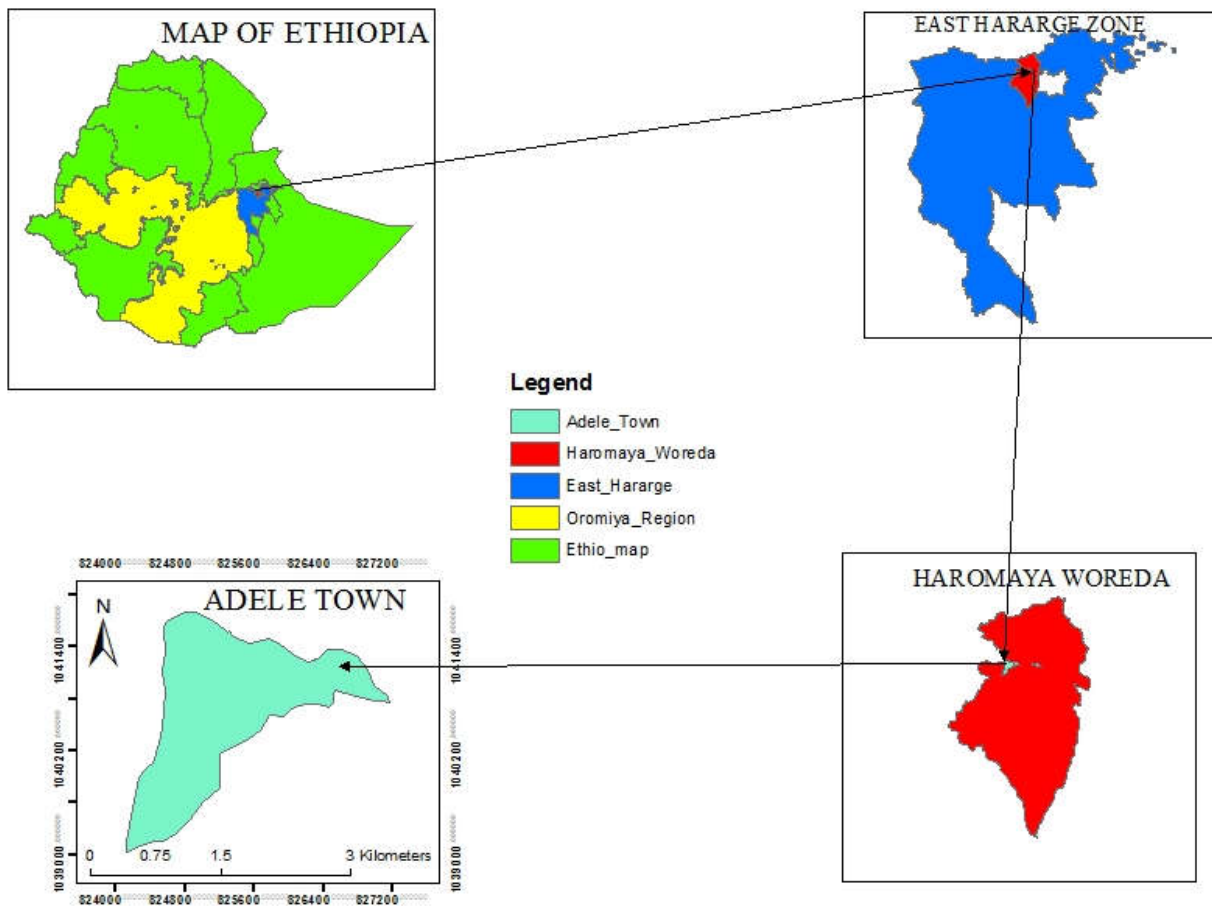 MAP OF ETHIOPIA
EAST HARARGE ZONE
Legend
Adele_Town
Haromaya_Woreda
East_Hararge
Oromiya_Region
Ethio_map
824000 824800 825600 826400 827200
ADELE TOWN
N
1041400
1040200
1039000
1041400
1040200
1039000
0 0.75 1.5 3 Kilometers
824000 824800 825600 826400 827200
HAROMAYA WOREDA